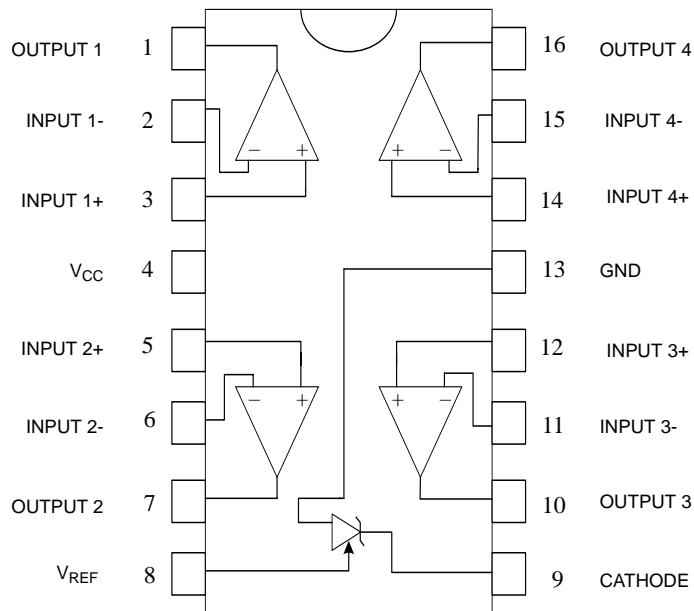 OUTPUT 1 1 16 OUTPUT 4
INPUT 1- 2 15 INPUT 4-
− + + −
INPUT 1+ 3 14 INPUT 4+
VCC 4 13 GND
INPUT 2+ 5 12 INPUT 3+
− + + −
INPUT 2- 6 11 INPUT 3-
OUTPUT 2 7 10 OUTPUT 3
VREF 8 9 CATHODE